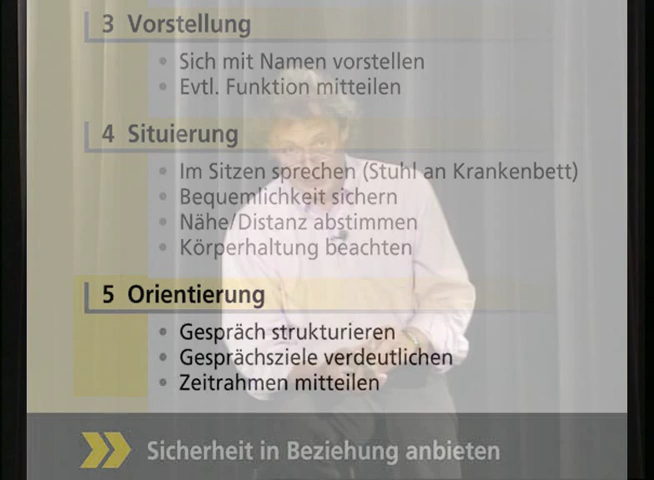 3 Vorstellung
• Sich mit Namen vorstellen
• Evtl. Funktion mitteilen
4 Situierung
• Im Sitzen sprechen (Stuhl an Krankenbett)
• Bequemlichkeit sichern
• Nähe/Distanz abstimmen
• Körperhaltung beachten
5 Orientierung
• Gespräch strukturieren
• Gesprächsziele verdeutlichen
• Zeitrahmen mitteilen
Sicherheit in Beziehung anbieten